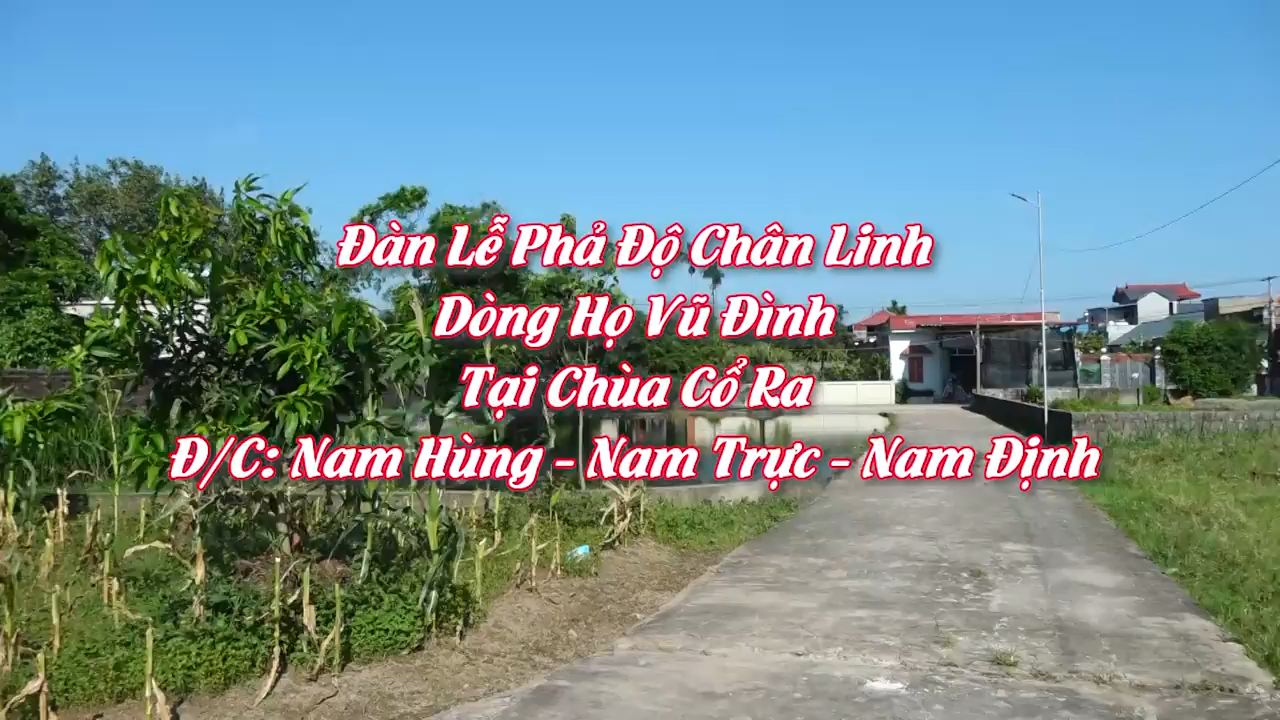 Đàn Lễ Phả Độ Chân Linh
Dòng Họ Vũ Đình
Tại Chùa Cổ Ra
Đ/C: Nam Hùng - Nam Trực - Nam Định